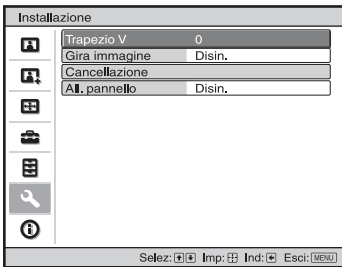 Installazione
Trapezio V 0
Gira immagine Disin.
Cancellazione
All. pannello Disin.
Selez: Imp: Ind: Esci: MENU